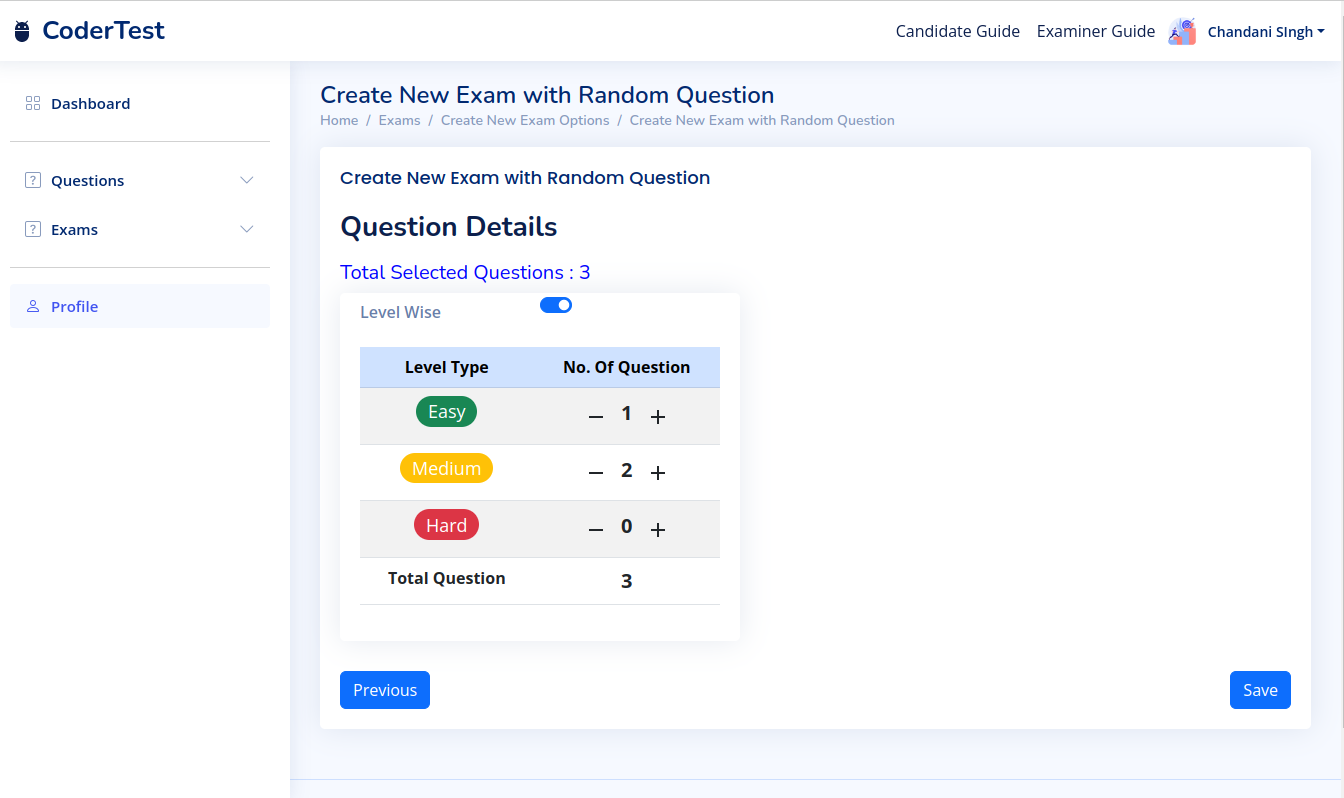 CoderTest
Candidate Guide
Examiner Guide
Chandani SIngh
Dashboard
? Questions
? Exams
Profile
Create New Exam with Random Question
Home / Exams / Create New Exam Options / Create New Exam with Random Question
Create New Exam with Random Question
Question Details
Total Selected Questions : 3
Level Wise
Level Type No. Of Question
Easy − 1 +
Medium − 2 +
Hard − 0 +
Total Question 3
Previous
Save